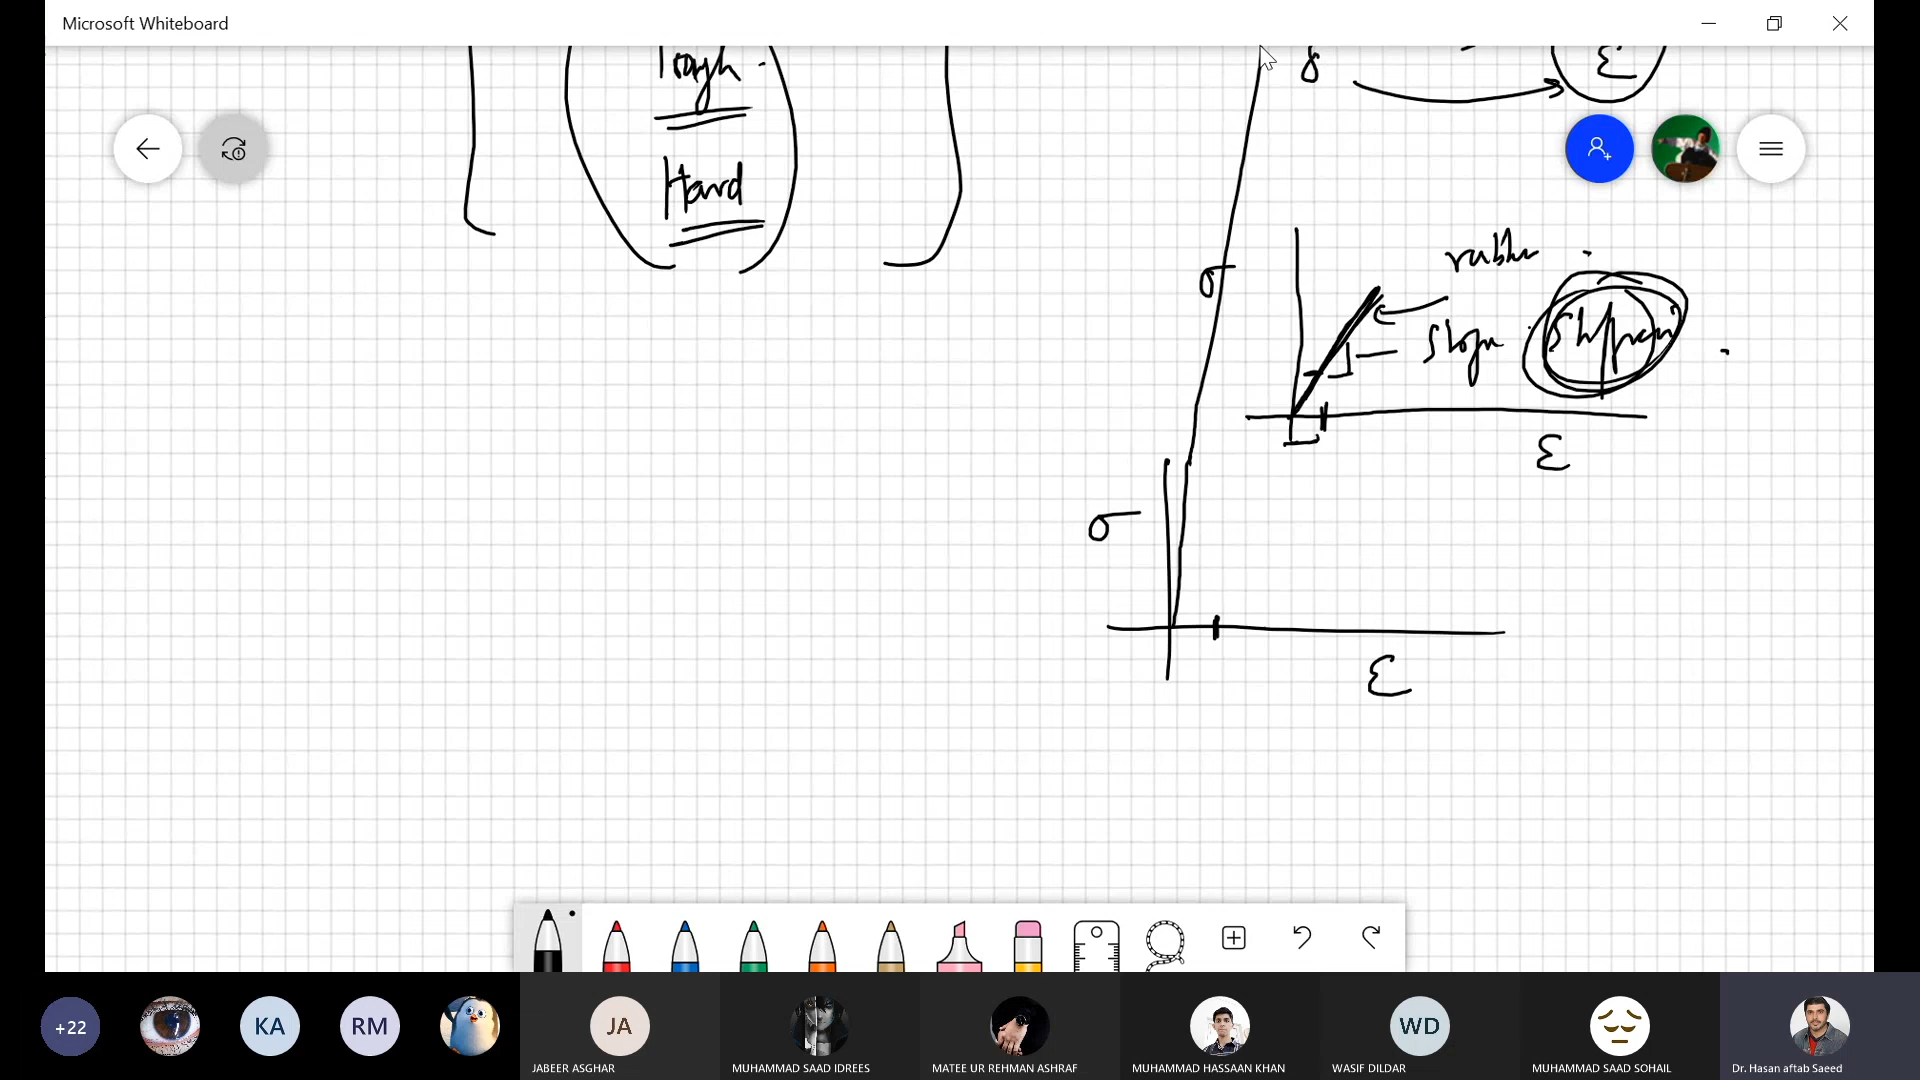 Microsoft Whiteboard
Tough
Hard
8
ε
σ
rubber
slope
ε
σ
ε
+22
KA
RM
JA
WD
JABEER ASGHAR
MUHAMMAD SAAD IDREES
MATEE UR REHMAN ASHRAF
MUHAMMAD HASSAAN KHAN
WASIF DILDAR
MUHAMMAD SAAD SOHAIL
Dr. Hasan aftab Saeed